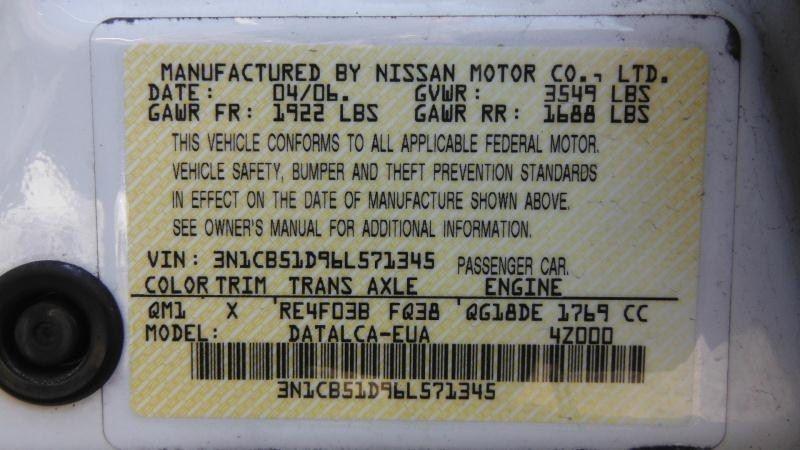 MANUFACTURED BY NISSAN MOTOR CO., LTD.
DATE: 04/06. GVWR: 3549 LBS
GAWR FR: 1922 LBS GAWR RR: 1688 LBS
THIS VEHICLE CONFORMS TO ALL APPLICABLE FEDERAL MOTOR.
VEHICLE SAFETY, BUMPER AND THEFT PREVENTION STANDARDS
IN EFFECT ON THE DATE OF MANUFACTURE SHOWN ABOVE.
SEE OWNER'S MANUAL FOR ADDITIONAL INFORMATION.
VIN: 3N1CB51D96L571345 PASSENGER CAR.
COLOR TRIM TRANS AXLE ENGINE
QM1 X RE4F03B FQ38 QG18DE 1769 CC
MODEL: DATALCA-EUA 4Z000
3N1CB51D96L571345